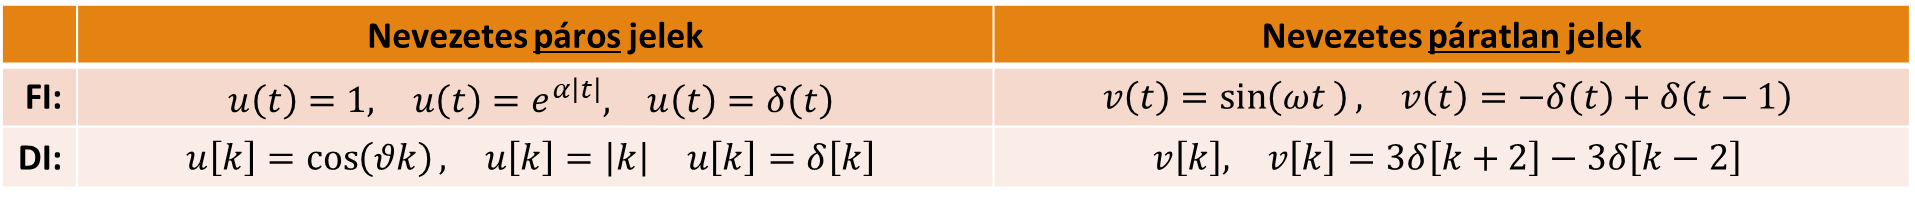 Nevezetes páros jelek Nevezetes páratlan jelek
FI: u(t) = 1, u(t) = e^{α|t|}, u(t) = δ(t) v(t) = sin(ωt), v(t) = −δ(t) + δ(t − 1)
DI: u[k] = cos(ϑk), u[k] = |k| u[k] = δ[k] v[k], v[k] = 3δ[k + 2] − 3δ[k − 2]